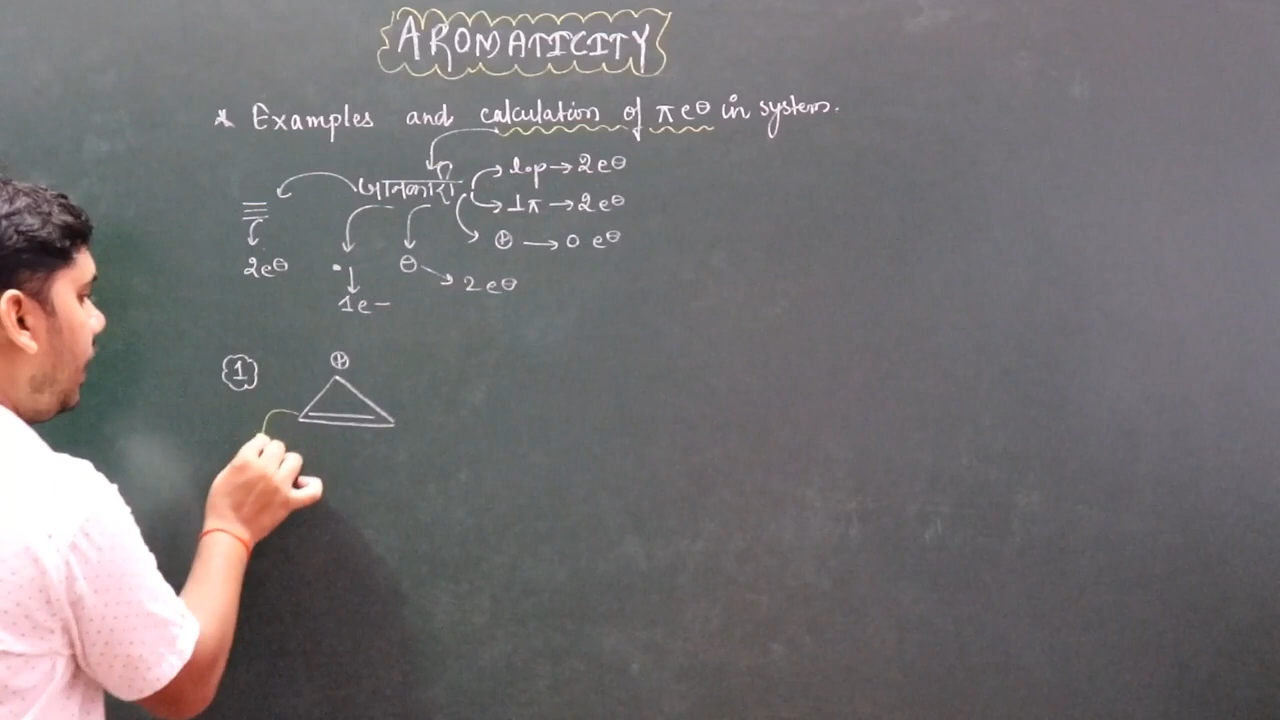 AROMATICITY
* Examples and calculation of π e⊖ in system.
जानकारी
l.p → 2e⊖
1π → 2e⊖
⊕ → 0 e⊖
≡
2e⊖
•
1e−
⊖ → 2e⊖
① ⊕